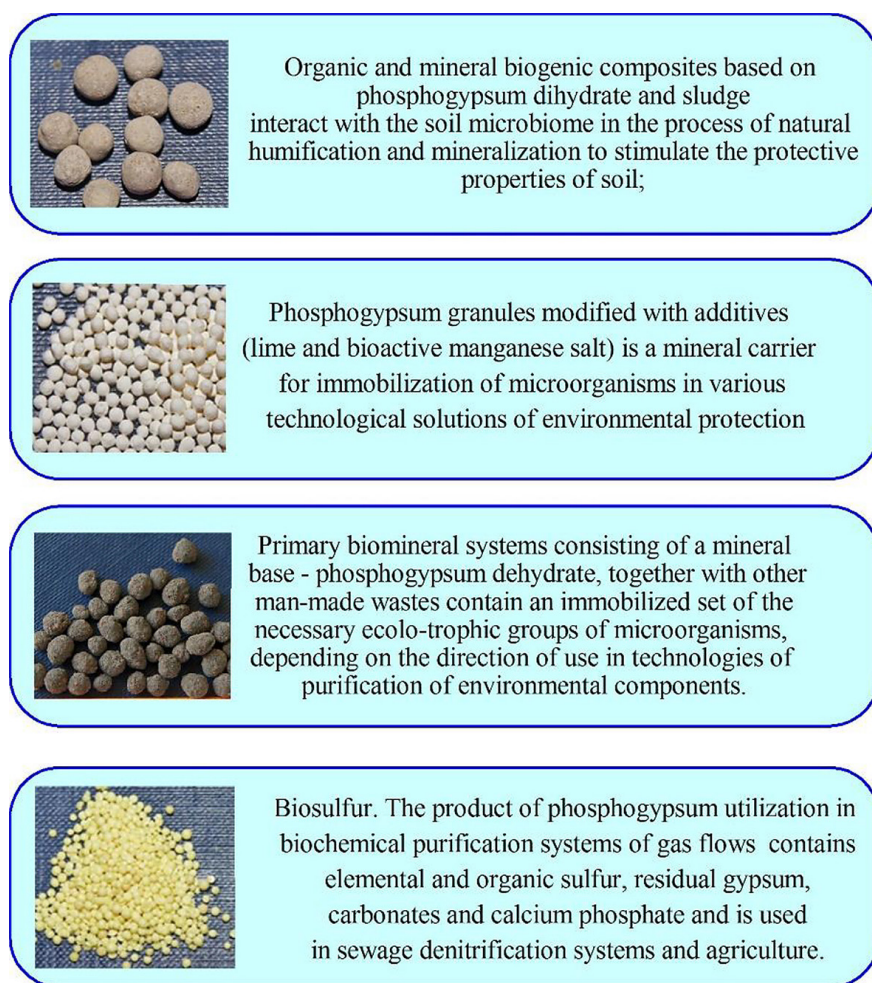 Organic and mineral biogenic composites based on
phosphogypsum dihydrate and sludge
interact with the soil microbiome in the process of natural
humification and mineralization to stimulate the protective
properties of soil;
Phosphogypsum granules modified with additives
(lime and bioactive manganese salt) is a mineral carrier
for immobilization of microorganisms in various
technological solutions of environmental protection
Primary biomineral systems consisting of a mineral
base - phosphogypsum dehydrate, together with other
man-made wastes contain an immobilized set of the
necessary ecolo-trophic groups of microorganisms,
depending on the direction of use in technologies of
purification of environmental components.
Biosulfur. The product of phosphogypsum utilization in
biochemical purification systems of gas flows contains
elemental and organic sulfur, residual gypsum,
carbonates and calcium phosphate and is used
in sewage denitrification systems and agriculture.